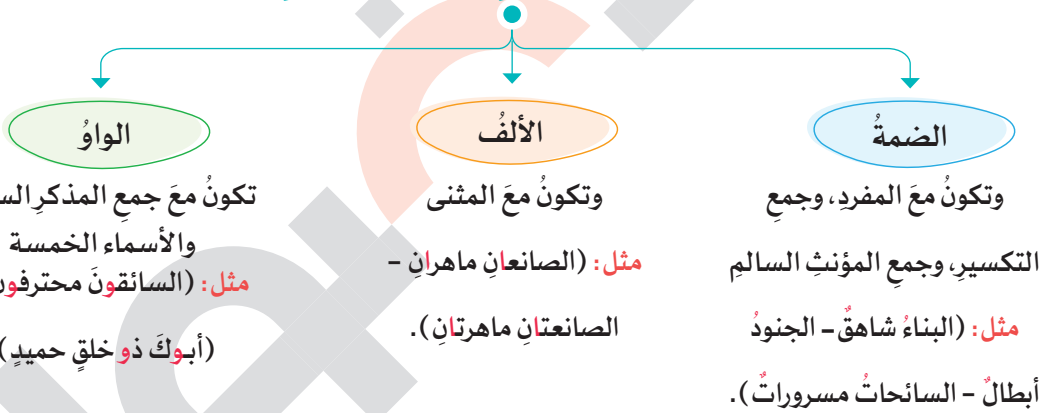 الضمةُ
وتكونُ معَ المفردِ، وجمعِ
التكسيرِ، وجمعِ المؤنثِ السالمِ
مثل: (البناءُ شاهقٌ – الجنودُ
أبطالٌ – السائحاتُ مسروراتٌ).
الألفُ
وتكونُ معَ المثنى
مثل: (الصانعانِ ماهرانِ –
الصانعتانِ ماهرتانِ).
الواوُ
تكونُ معَ جمعِ المذكرِ
والأسماء الخمسة
مثل: (السائقونَ
(أبوكَ ذو خلقٍ حميدٍ)